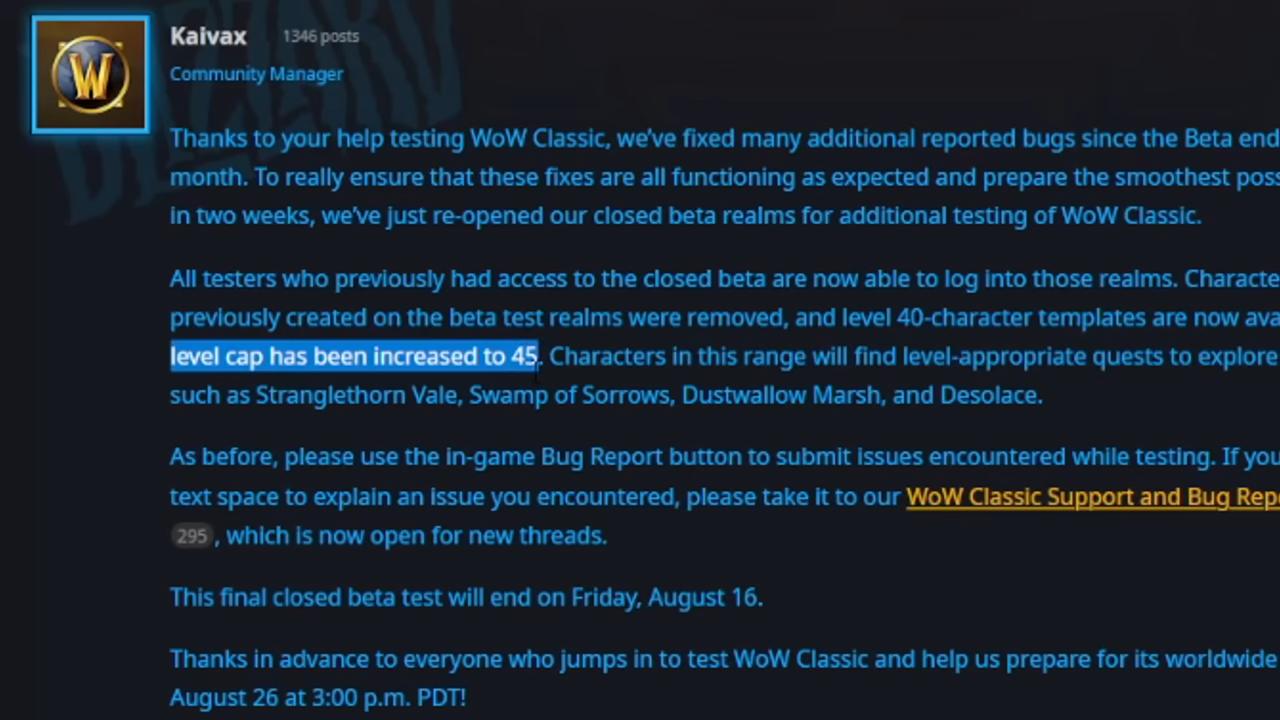 Kaivax 1346 posts
Community Manager
Thanks to your help testing WoW Classic, we've fixed many additional reported bugs since the Beta end
month. To really ensure that these fixes are all functioning as expected and prepare the smoothest poss
in two weeks, we've just re-opened our closed beta realms for additional testing of WoW Classic.
All testers who previously had access to the closed beta are now able to log into those realms. Characte
previously created on the beta test realms were removed, and level 40-character templates are now ava
level cap has been increased to 45. Characters in this range will find level-appropriate quests to explore
such as Stranglethorn Vale, Swamp of Sorrows, Dustwallow Marsh, and Desolace.
As before, please use the in-game Bug Report button to submit issues encountered while testing. If you
text space to explain an issue you encountered, please take it to our WoW Classic Support and Bug Repo
295 , which is now open for new threads.
This final closed beta test will end on Friday, August 16.
Thanks in advance to everyone who jumps in to test WoW Classic and help us prepare for its worldwide
August 26 at 3:00 p.m. PDT!